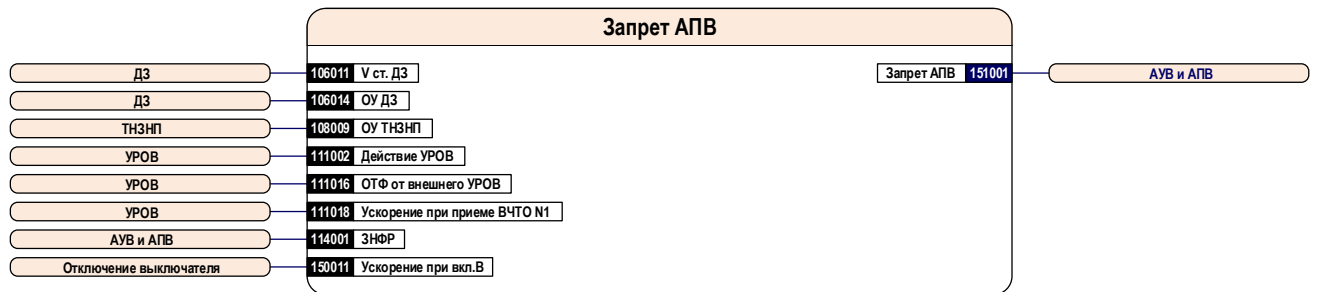 Запрет АПВ
ДЗ 106011 V ст. ДЗ Запрет АПВ 151001 АУВ и АПВ
ДЗ 106014 ОУ ДЗ
ТНЗНП 108009 ОУ ТНЗНП
УРОВ 111002 Действие УРОВ
УРОВ 111016 ОТФ от внешнего УРОВ
УРОВ 111018 Ускорение при приеме ВЧТО N1
АУВ и АПВ 114001 ЗНФР
Отключение выключателя 150011 Ускорение при вкл.В